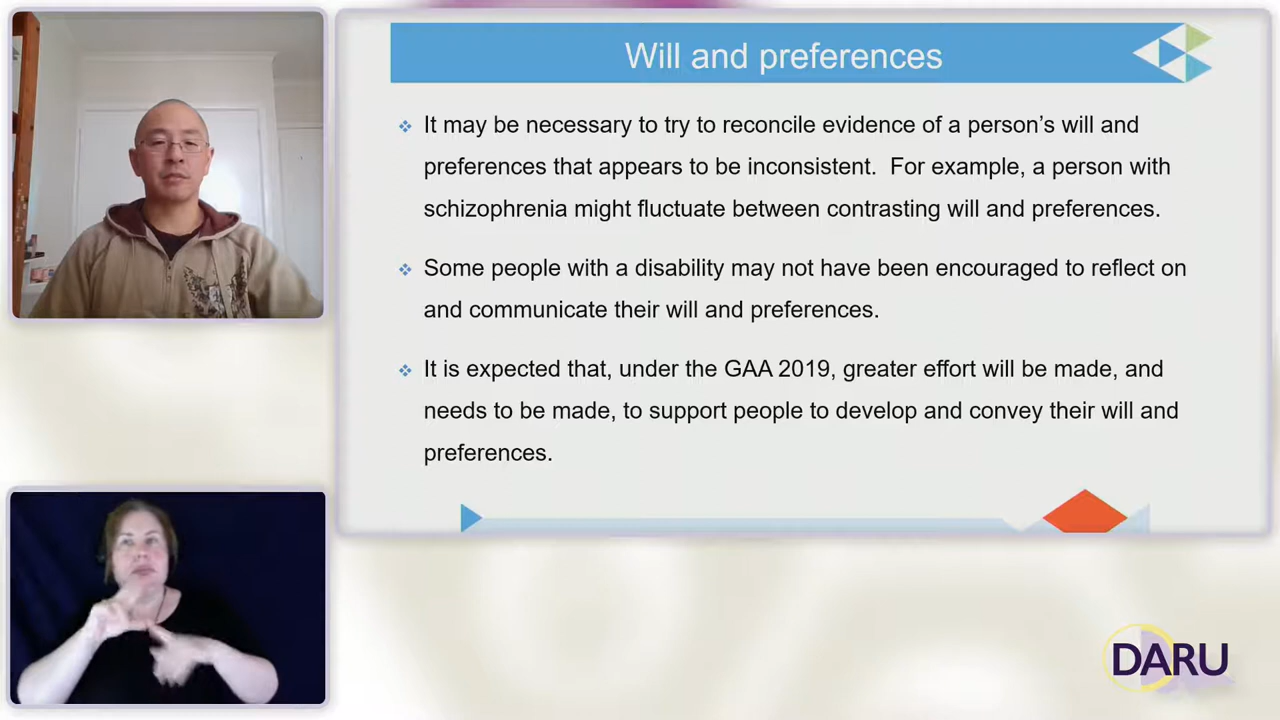 Will and preferences
It may be necessary to try to reconcile evidence of a person’s will and
preferences that appears to be inconsistent.  For example, a person with
schizophrenia might fluctuate between contrasting will and preferences.
Some people with a disability may not have been encouraged to reflect on
and communicate their will and preferences.
It is expected that, under the GAA 2019, greater effort will be made, and
needs to be made, to support people to develop and convey their will and
preferences.
DARU